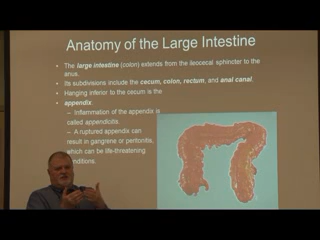 Anatomy of the Large Intestine
• The large intestine (colon) extends from the ileocecal sphincter to the
anus.
• Its subdivisions include the cecum, colon, rectum, and anal canal.
• Hanging inferior to the cecum is the
• appendix.
– Inflammation of the appendix is
called appendicitis.
– A ruptured appendix can
result in gangrene or peritonitis,
which can be life-threatening
conditions.